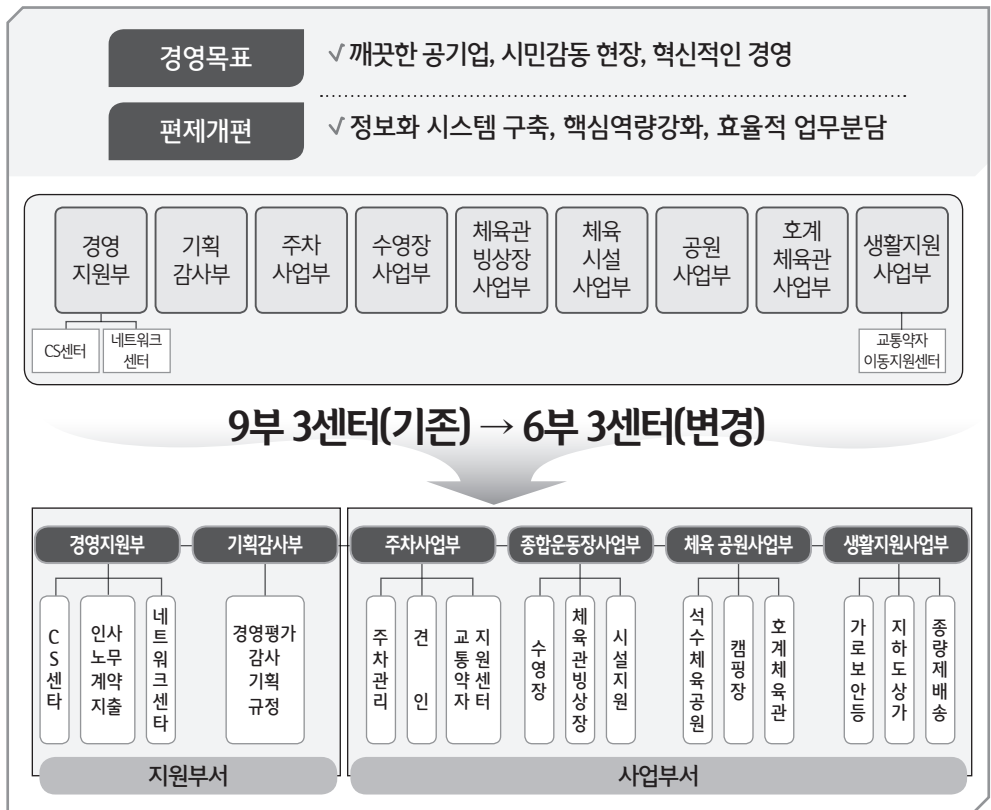 경영목표
√ 깨끗한 공기업, 시민감동 현장, 혁신적인 경영
편제개편
√ 정보화 시스템 구축, 핵심역량강화, 효율적 업무분담
경영
지원부
기획
감사부
주차
사업부
수영장
사업부
체육관
빙상장
사업부
체육
시설
사업부
공원
사업부
호계
체육관
사업부
생활지원
사업부
CS센터
네트워크
센터
교통약자
이동지원센터
9부 3센터(기존) → 6부 3센터(변경)
경영지원부
기획감사부
주차사업부
종합운동장사업부
체육 공원사업부
생활지원사업부
CS센타
인사
노무
계약
지출
네트워크센타
경영평가
감사
기획
규정
주차관리
견 인
교통약자
지원센터
수영장
체육관빙상장
시설지원
석수체육공원
캠핑장
호계체육관
가로보안등
지하도상가
종량제배송
지원부서
사업부서